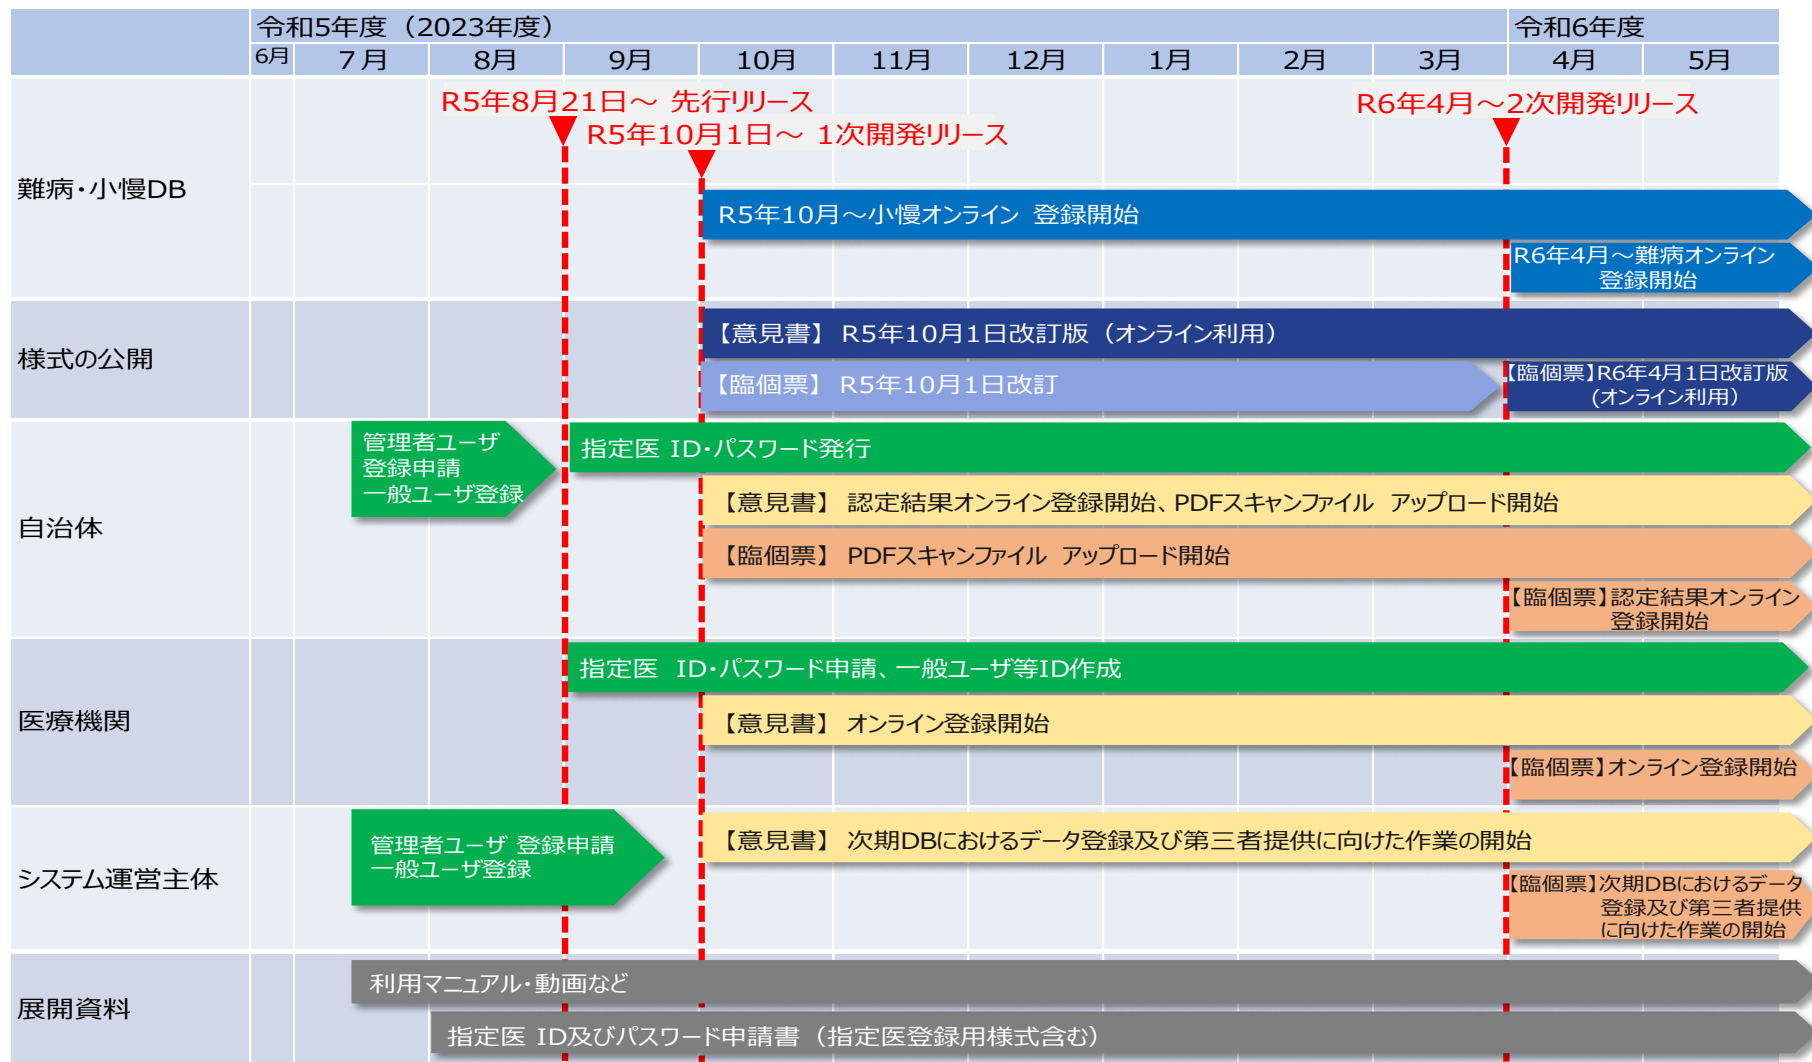 令和5年度（2023年度）
令和6年度
6月
7月
8月
9月
10月
11月
12月
1月
2月
3月
4月
5月
難病・小慢DB
R5年8月21日～ 先行リリース
R5年10月1日～ 1次開発リリース
R6年4月～2次開発リリース
R5年10月～小慢オンライン 登録開始
R6年4月～難病オンライン
登録開始
様式の公開
【意見書】 R5年10月1日改訂版（オンライン利用）
【臨個票】 R5年10月1日改訂
【臨個票】R6年4月1日改訂版
(オンライン利用）
自治体
管理者ユーザ
登録申請
一般ユーザ登録
指定医 ID・パスワード発行
【意見書】 認定結果オンライン登録開始、PDFスキャンファイル アップロード開始
【臨個票】 PDFスキャンファイル アップロード開始
【臨個票】認定結果オンライン
登録開始
医療機関
指定医 ID・パスワード申請、一般ユーザ等ID作成
【意見書】 オンライン登録開始
【臨個票】オンライン登録開始
システム運営主体
管理者ユーザ 登録申請
一般ユーザ登録
【意見書】 次期DBにおけるデータ登録及び第三者提供に向けた作業の開始
【臨個票】次期DBにおけるデータ
登録及び第三者提供
に向けた作業の開始
展開資料
利用マニュアル・動画など
指定医 ID及びパスワード申請書（指定医登録用様式含む）